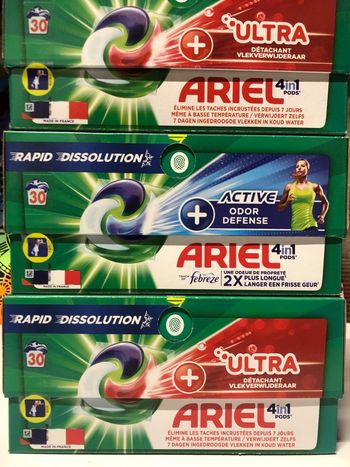 30
+
ULTRA
DÉTACHANT
VLEKVERWIJDERAAR
ARIEL 4in1
PODS
ÉLIMINE LES TACHES INCRUSTÉES DEPUIS 7 JOURS
MÊME À BASSE TEMPÉRATURE / VERWIJDERT ZELFS
7 DAGEN INGEDROOGDE VLEKKEN IN KOUD WATER
MADE IN FRANCE
RAPID DISSOLUTION
30
+
ACTIVE
ODOR
DEFENSE
ARIEL 4in1
PODS
febreze
UNE ODEUR DE PROPRETÉ
2X PLUS LONGUE
LANGER EEN FRISSE GEUR
MADE IN FRANCE
RAPID DISSOLUTION
30
+
ULTRA
DÉTACHANT
VLEKVERWIJDERAAR
ARIEL 4in1
PODS
ÉLIMINE LES TACHES INCRUSTÉES DEPUIS 7 JOURS
MÊME À BASSE TEMPÉRATURE / VERWIJDERT ZELFS
7 DAGEN INGEDROOGDE VLEKKEN IN KOUD WATER
MADE IN FRANCE